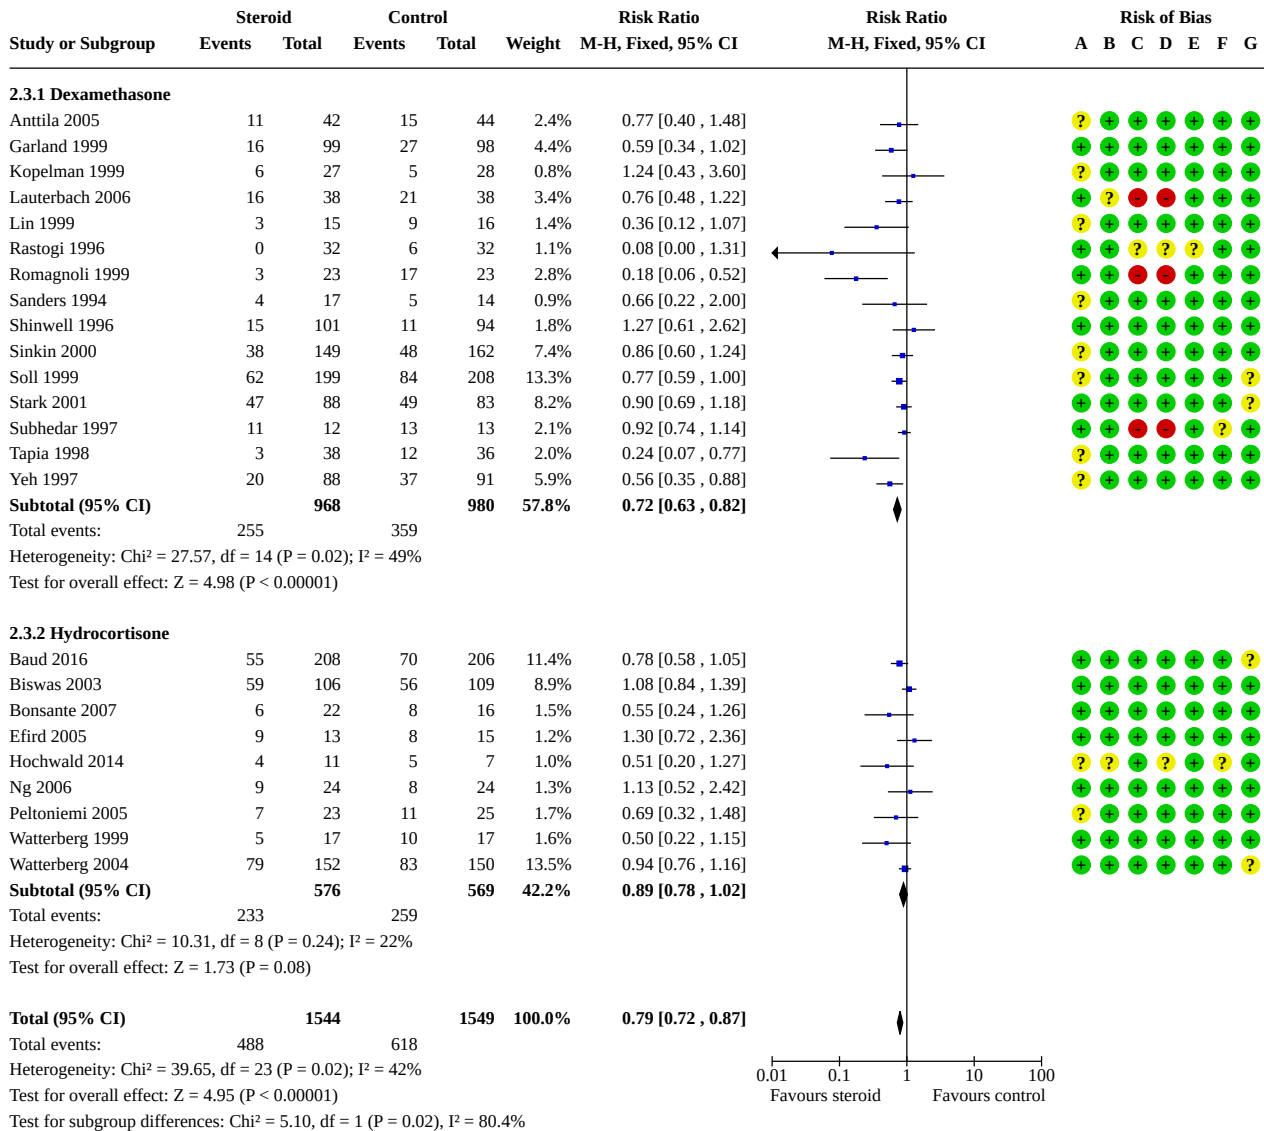 Steroid Control Risk Ratio Risk Ratio Risk of Bias
Study or Subgroup Events Total Events Total Weight M-H, Fixed, 95% CI M-H, Fixed, 95% CI A B C D E F G
2.3.1 Dexamethasone
Anttila 2005 11 42 15 44 2.4% 0.77 [0.40 , 1.48] ? + + + + + +
Garland 1999 16 99 27 98 4.4% 0.59 [0.34 , 1.02] + + + + + + +
Kopelman 1999 6 27 5 28 0.8% 1.24 [0.43 , 3.60] ? + + + + + +
Lauterbach 2006 16 38 21 38 3.4% 0.76 [0.48 , 1.22] + ? - - + + +
Lin 1999 3 15 9 16 1.4% 0.36 [0.12 , 1.07] ? + + + + + +
Rastogi 1996 0 32 6 32 1.1% 0.08 [0.00 , 1.31] + + ? ? ? + +
Romagnoli 1999 3 23 17 23 2.8% 0.18 [0.06 , 0.52] + + - - + + +
Sanders 1994 4 17 5 14 0.9% 0.66 [0.22 , 2.00] ? + + + + + +
Shinwell 1996 15 101 11 94 1.8% 1.27 [0.61 , 2.62] + + + + + + +
Sinkin 2000 38 149 48 162 7.4% 0.86 [0.60 , 1.24] ? + + + + + +
Soll 1999 62 199 84 208 13.3% 0.77 [0.59 , 1.00] ? + + + + + ?
Stark 2001 47 88 49 83 8.2% 0.90 [0.69 , 1.18] + + + + + + ?
Subhedar 1997 11 12 13 13 2.1% 0.92 [0.74 , 1.14] + + - - + ? +
Tapia 1998 3 38 12 36 2.0% 0.24 [0.07 , 0.77] ? + + + + + +
Yeh 1997 20 88 37 91 5.9% 0.56 [0.35 , 0.88] ? + + + + + +
Subtotal (95% CI) 968 980 57.8% 0.72 [0.63 , 0.82]
Total events: 255 359
Heterogeneity: Chi² = 27.57, df = 14 (P = 0.02); I² = 49%
Test for overall effect: Z = 4.98 (P < 0.00001)
2.3.2 Hydrocortisone
Baud 2016 55 208 70 206 11.4% 0.78 [0.58 , 1.05] + + + + + + ?
Biswas 2003 59 106 56 109 8.9% 1.08 [0.84 , 1.39] + + + + + + +
Bonsante 2007 6 22 8 16 1.5% 0.55 [0.24 , 1.26] + + + + + + +
Efird 2005 9 13 8 15 1.2% 1.30 [0.72 , 2.36] + + + + + + +
Hochwald 2014 4 11 5 7 1.0% 0.51 [0.20 , 1.27] ? ? + ? + ? +
Ng 2006 9 24 8 24 1.3% 1.13 [0.52 , 2.42] + + + + + + +
Peltoniemi 2005 7 23 11 25 1.7% 0.69 [0.32 , 1.48] ? + + + + + +
Watterberg 1999 5 17 10 17 1.6% 0.50 [0.22 , 1.15] + + + + + + +
Watterberg 2004 79 152 83 150 13.5% 0.94 [0.76 , 1.16] + + + + + + ?
Subtotal (95% CI) 576 569 42.2% 0.89 [0.78 , 1.02]
Total events: 233 259
Heterogeneity: Chi² = 10.31, df = 8 (P = 0.24); I² = 22%
Test for overall effect: Z = 1.73 (P = 0.08)
Total (95% CI) 1544 1549 100.0% 0.79 [0.72 , 0.87]
Total events: 488 618
Heterogeneity: Chi² = 39.65, df = 23 (P = 0.02); I² = 42%
0.01 0.1 1 10 100
Test for overall effect: Z = 4.95 (P < 0.00001) Favours steroid Favours control
Test for subgroup differences: Chi² = 5.10, df = 1 (P = 0.02), I² = 80.4%